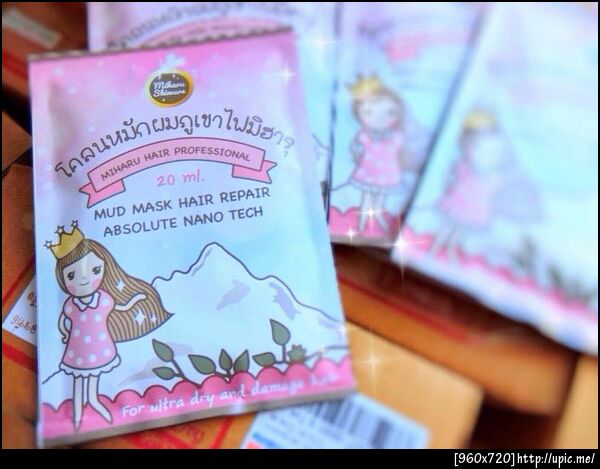 Miharu
Skincare
โคลนหมักผมภูเขาไฟมิฮารุ
MIHARU HAIR PROFESSIONAL
20 ml.
MUD MASK HAIR REPAIR
ABSOLUTE NANO TECH
For ultra dry and damage hair
[960x720]http://upic.me/